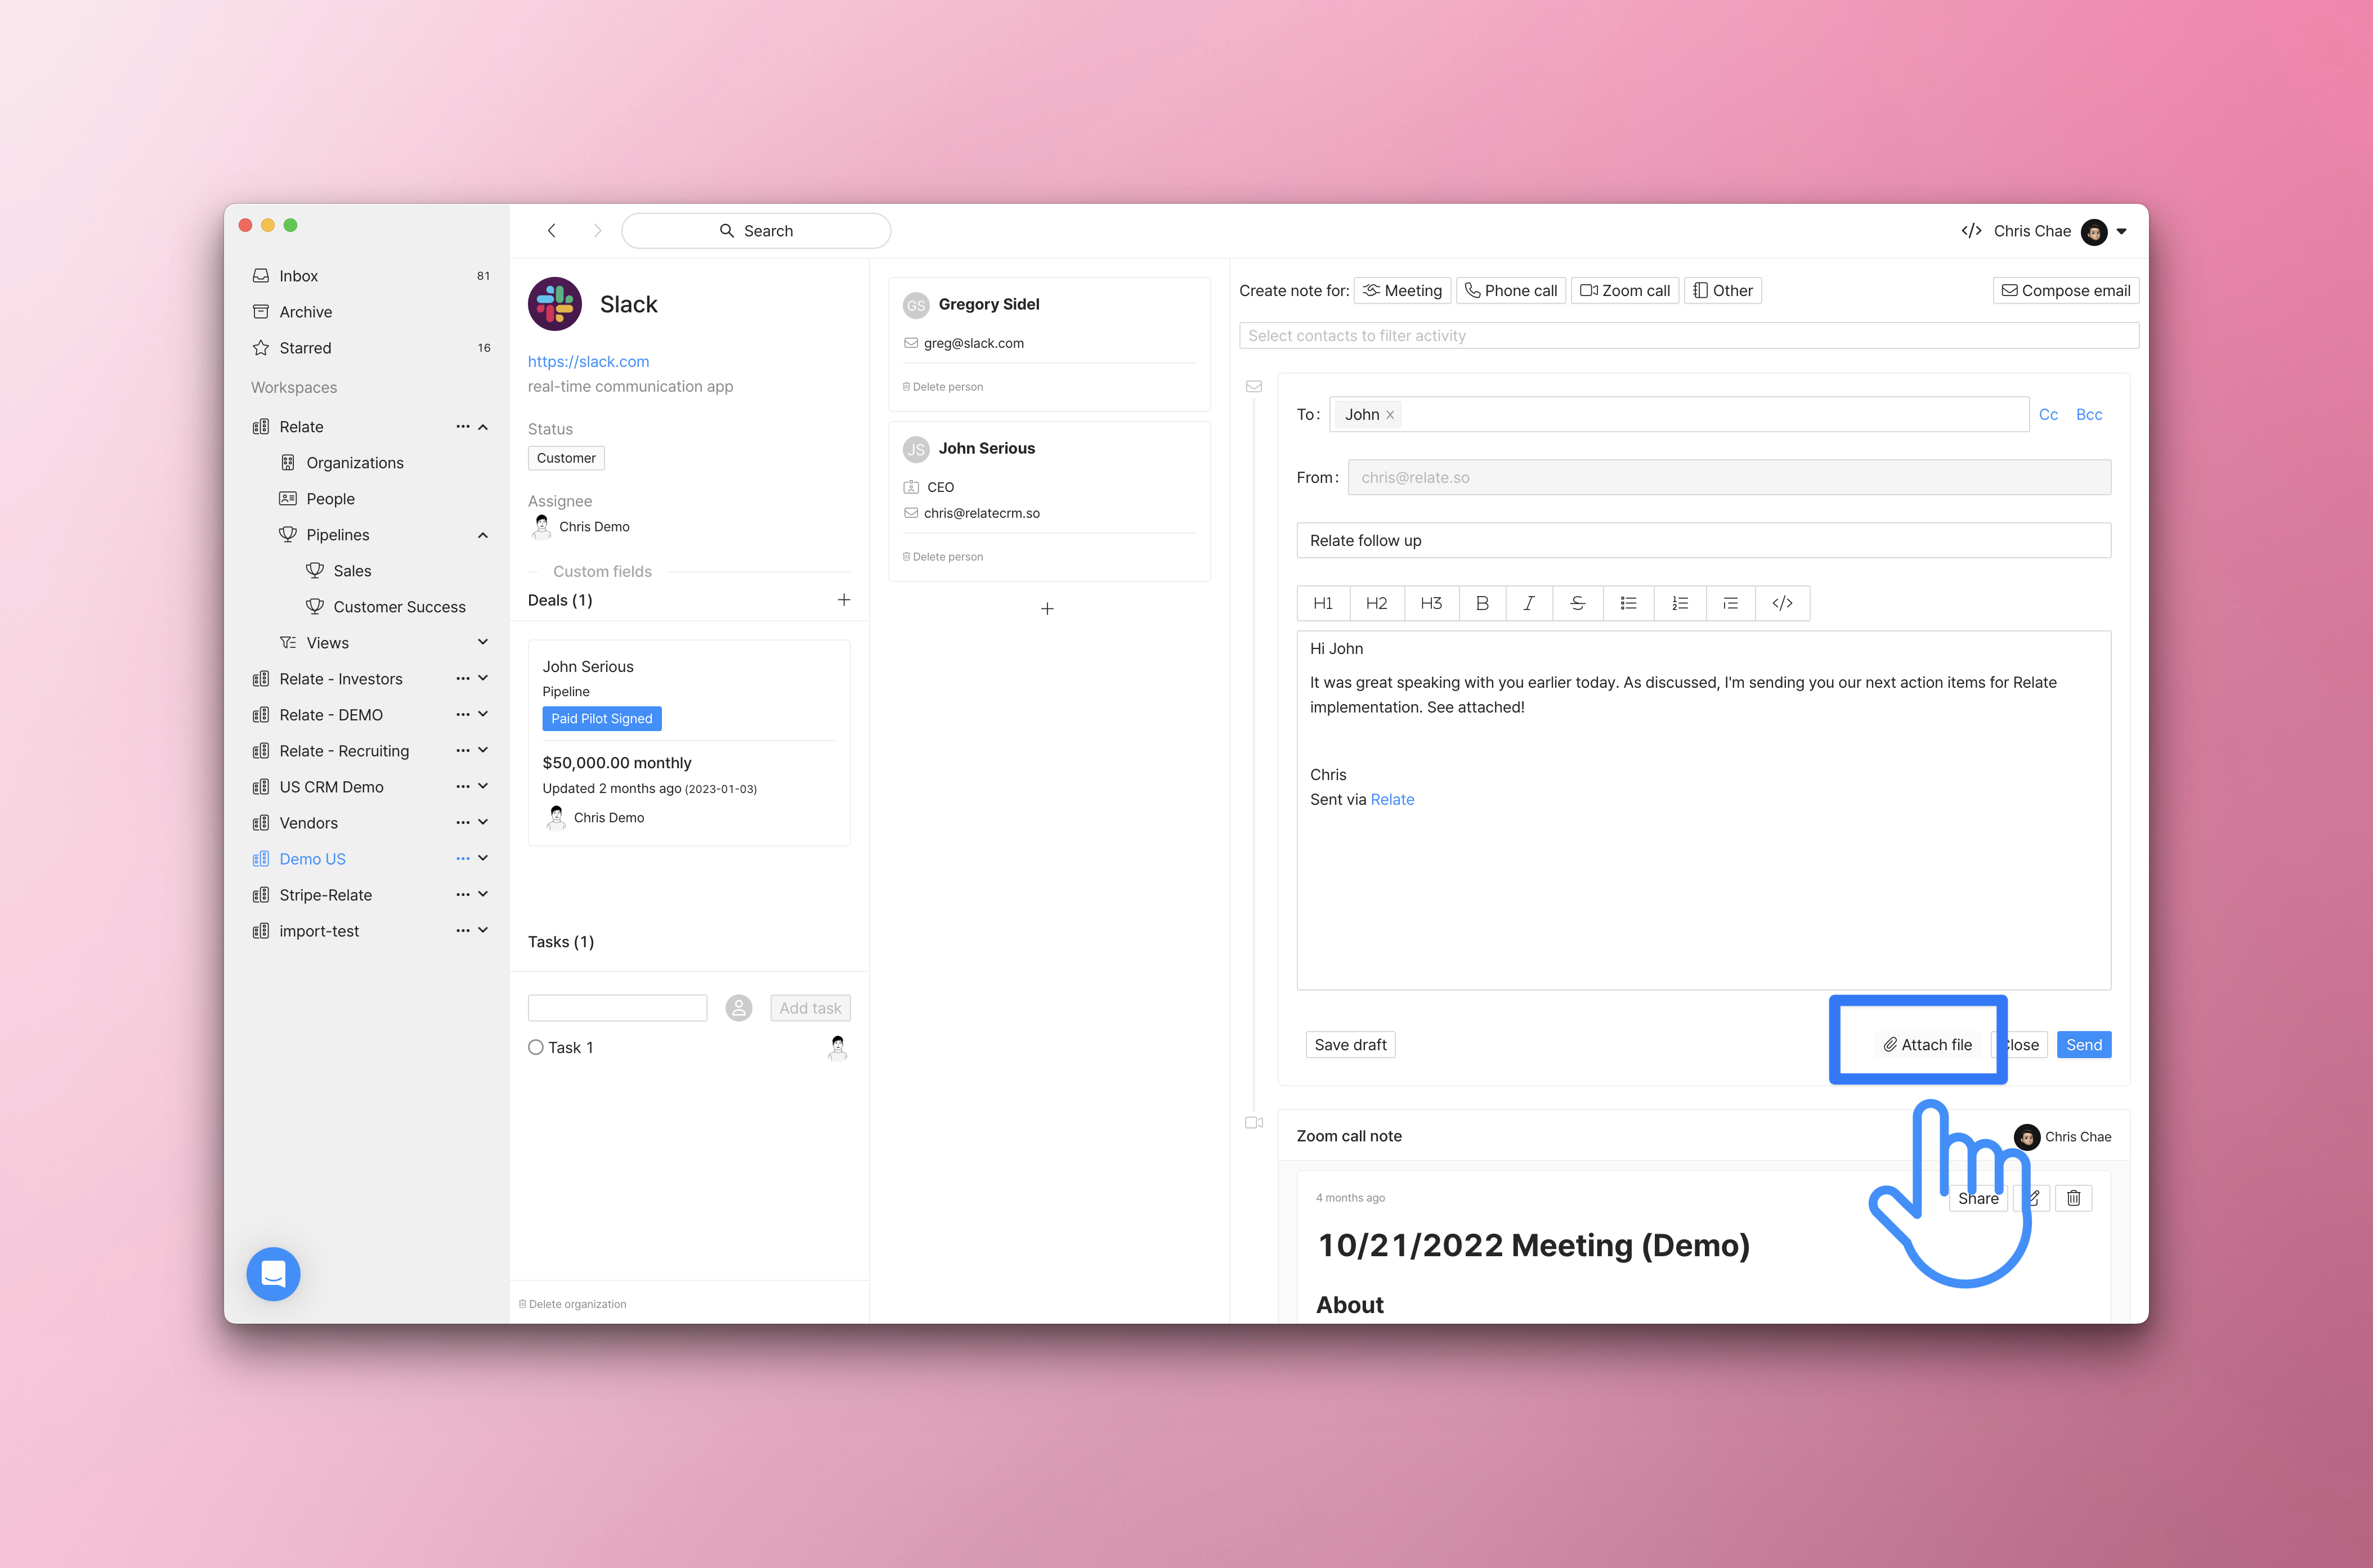 Search
Chris Chae
Inbox 81
Archive
Starred 16
Workspaces
Relate
Organizations
People
Pipelines
Sales
Customer Success
Views
Relate - Investors
Relate - DEMO
Relate - Recruiting
US CRM Demo
Vendors
Demo US
Stripe-Relate
import-test
Slack
https://slack.com
real-time communication app
Status
Customer
Assignee
Chris Demo
Custom fields
Deals (1)
John Serious
Pipeline
Paid Pilot Signed
$50,000.00 monthly
Updated 2 months ago (2023-01-03)
Chris Demo
Tasks (1)
Add task
Task 1
Delete organization
GS Gregory Sidel
greg@slack.com
Delete person
JS John Serious
CEO
chris@relatecrm.so
Delete person
Create note for: Meeting Phone call Zoom call Other Compose email
Select contacts to filter activity
To: John Cc Bcc
From: chris@relate.so
Relate follow up
H1 H2 H3 B I S </>
Hi John
It was great speaking with you earlier today. As discussed, I'm sending you our next action items for Relate
implementation. See attached!
Chris
Sent via Relate
Save draft Attach file Close Send
Zoom call note Chris Chae
4 months ago Share
10/21/2022 Meeting (Demo)
About